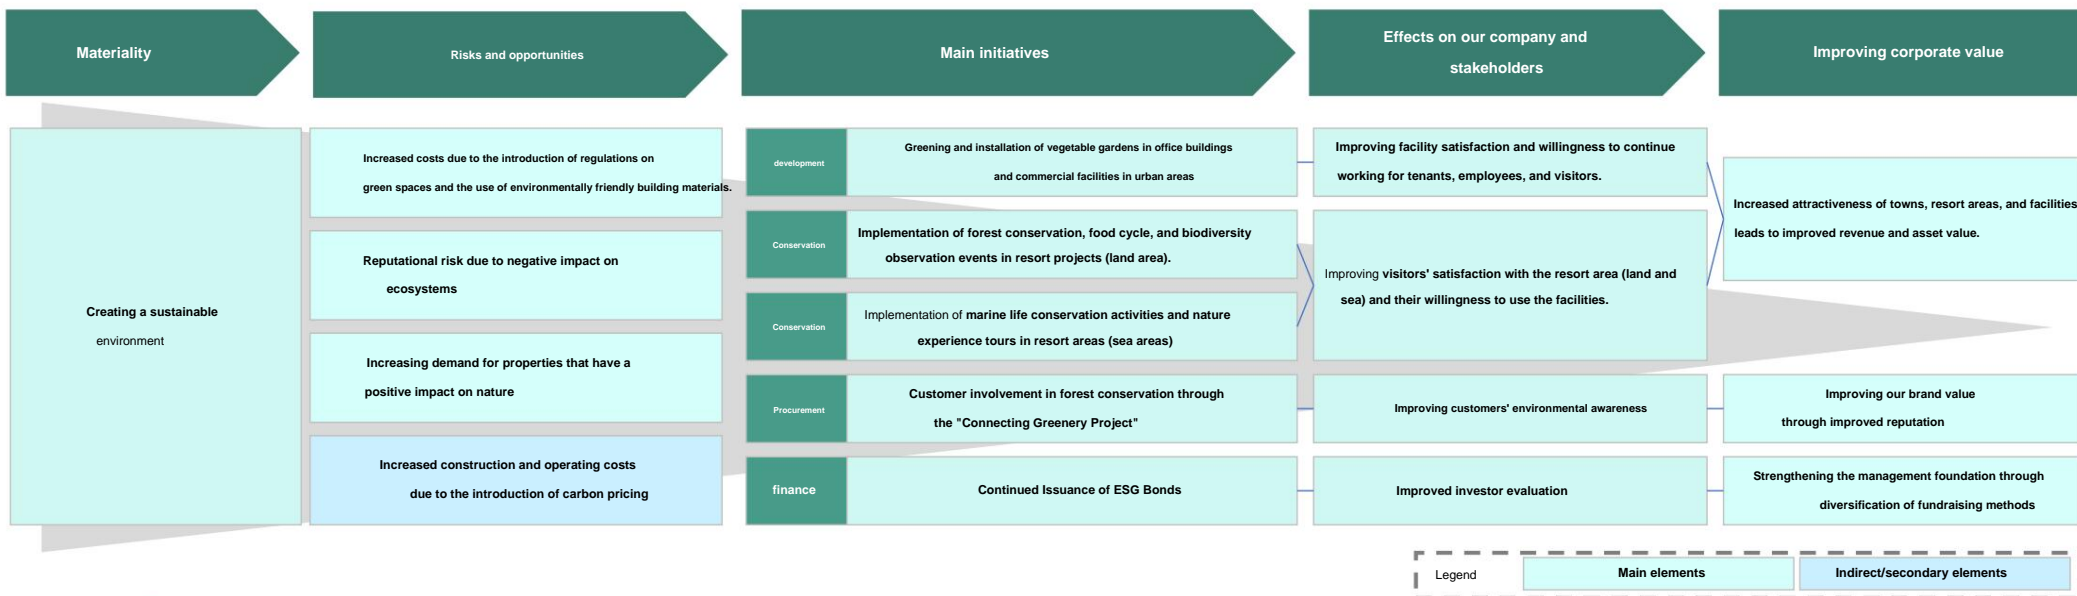 Materiality
Risks and opportunities
Main initiatives
Effects on our company and
stakeholders
Improving corporate value
Creating a sustainable
environment
Increased costs due to the introduction of regulations on
green spaces and the use of environmentally friendly building materials.
Reputational risk due to negative impact on
ecosystems
Increasing demand for properties that have a
positive impact on nature
Increased construction and operating costs
due to the introduction of carbon pricing
development
Greening and installation of vegetable gardens in office buildings
and commercial facilities in urban areas
Conservation
Implementation of forest conservation, food cycle, and biodiversity
observation events in resort projects (land area).
Conservation
Implementation of marine life conservation activities and nature
experience tours in resort areas (sea areas)
Procurement
Customer involvement in forest conservation through
the "Connecting Greenery Project"
finance
Continued Issuance of ESG Bonds
Improving facility satisfaction and willingness to continue
working for tenants, employees, and visitors.
Improving visitors' satisfaction with the resort area (land and
sea) and their willingness to use the facilities.
Improving customers' environmental awareness
Improved investor evaluation
Increased attractiveness of towns, resort areas, and facilities
leads to improved revenue and asset value.
Improving our brand value
through improved reputation
Strengthening the management foundation through
diversification of fundraising methods
Legend
Main elements
Indirect/secondary elements